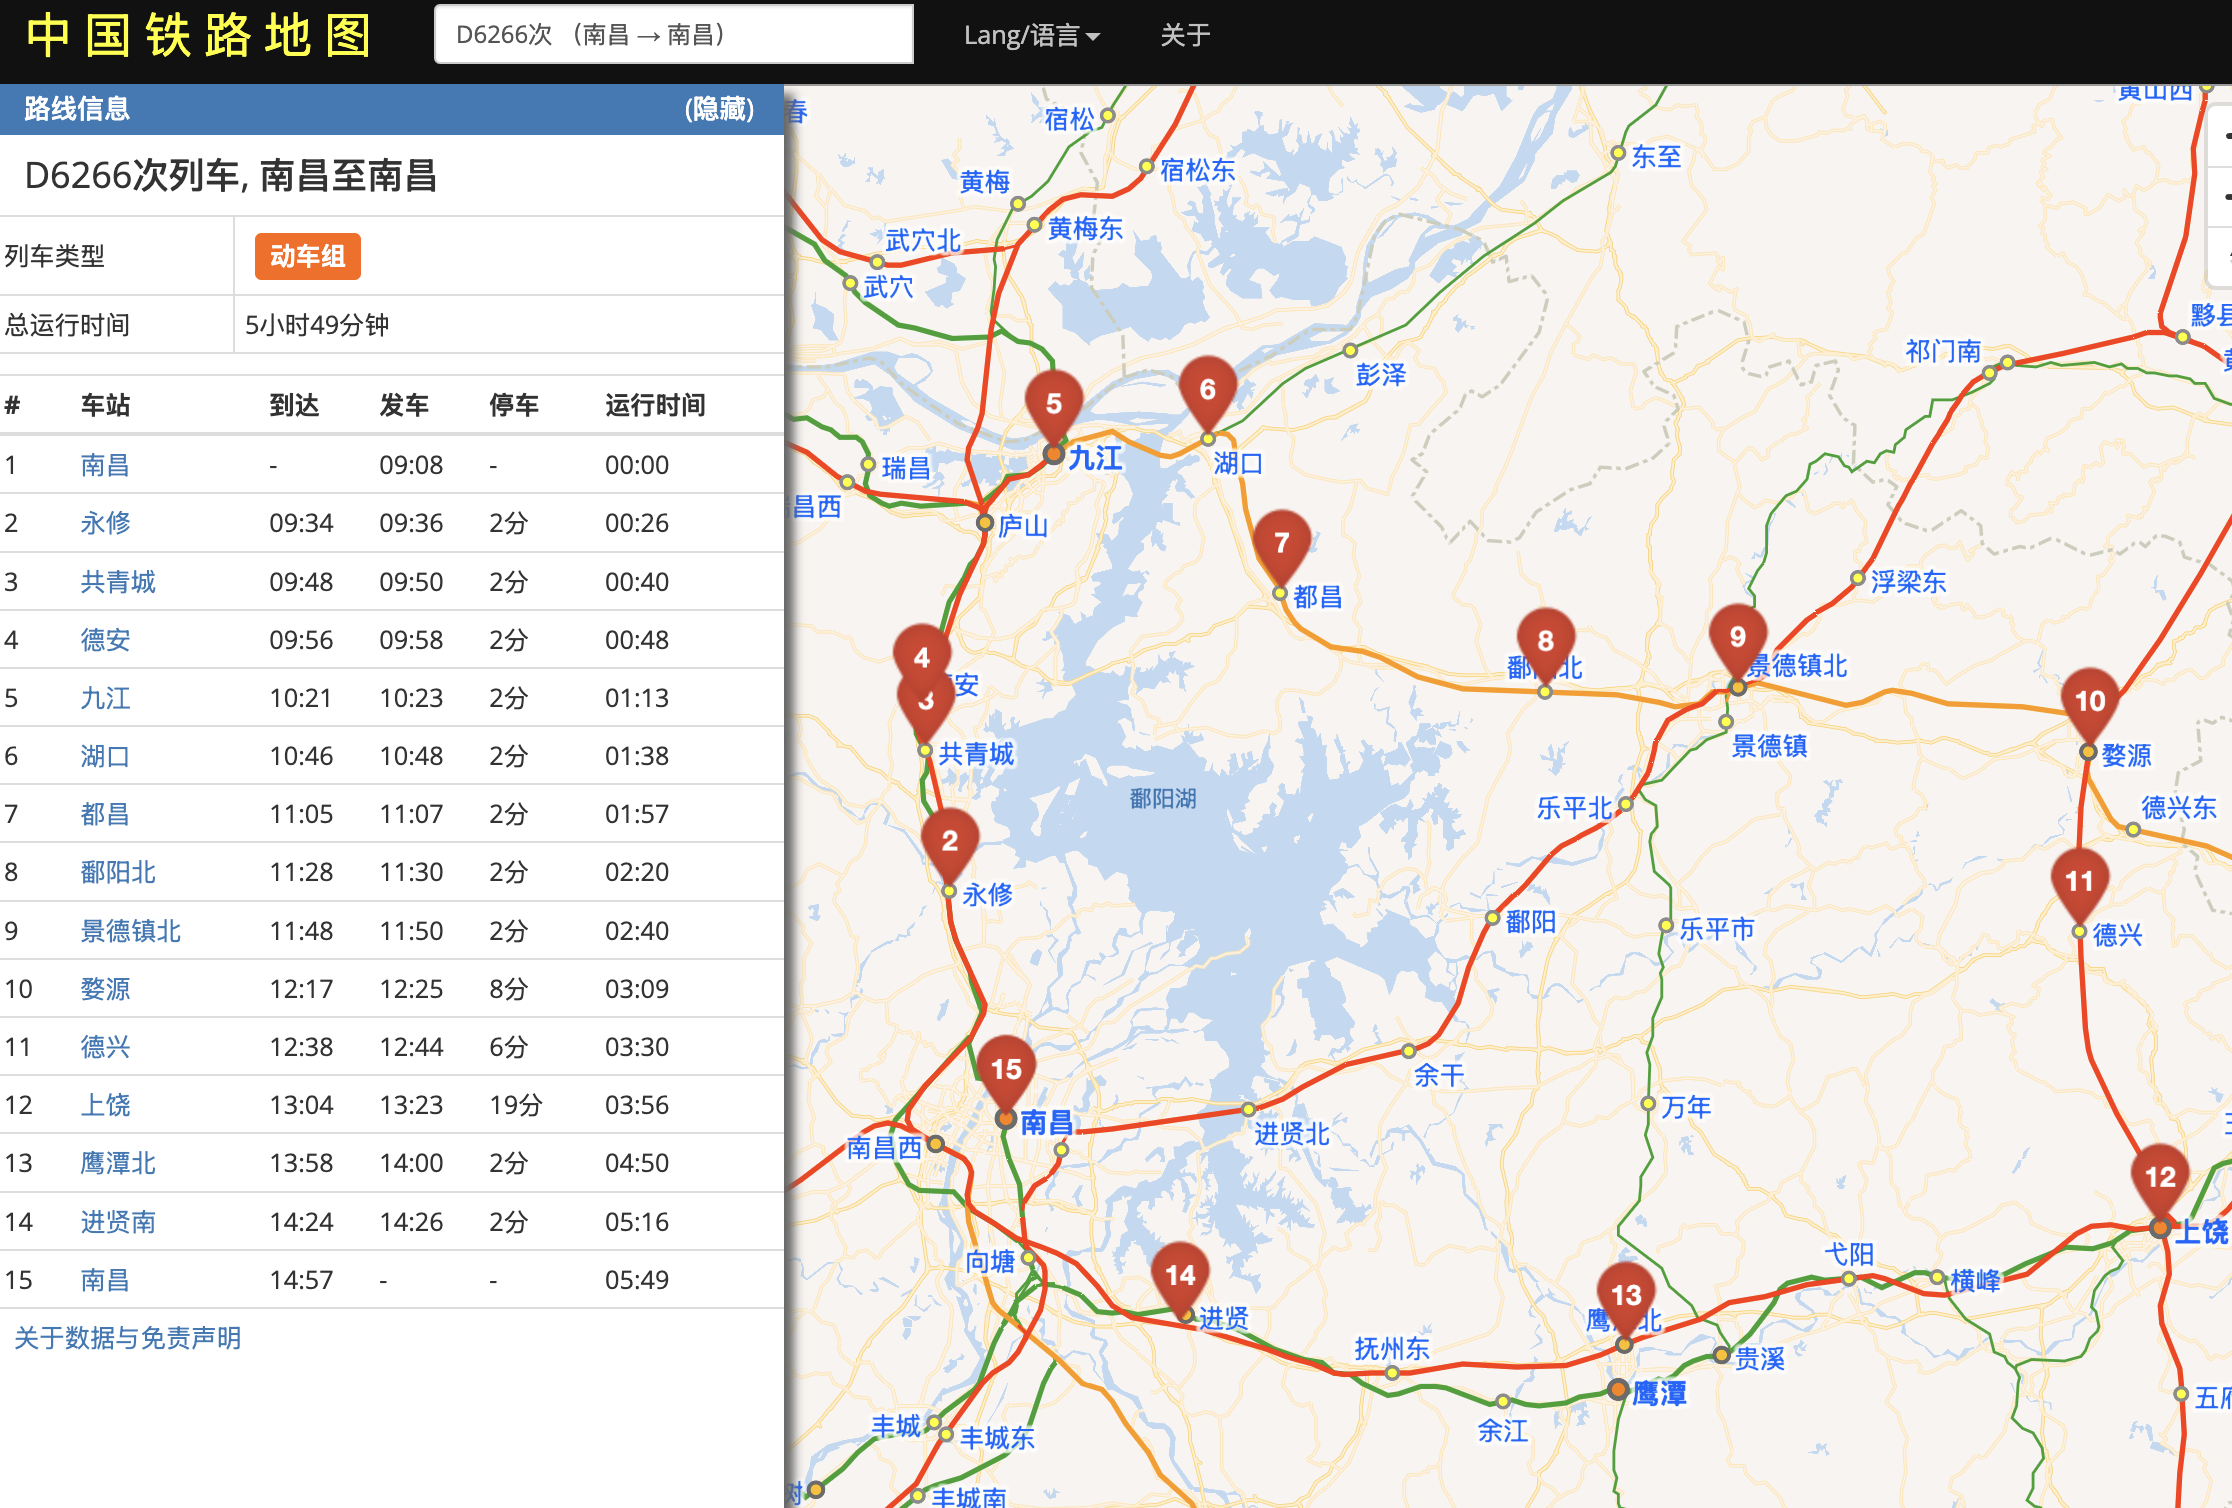 中国铁路地图
D6266次 （南昌 → 南昌）
Lang/语言
关于
路线信息
(隐藏)
D6266次列车, 南昌至南昌
列车类型 动车组
总运行时间 5小时49分钟
# 车站 到达 发车 停车 运行时间
1 南昌 - 09:08 - 00:00
2 永修 09:34 09:36 2分 00:26
3 共青城 09:48 09:50 2分 00:40
4 德安 09:56 09:58 2分 00:48
5 九江 10:21 10:23 2分 01:13
6 湖口 10:46 10:48 2分 01:38
7 都昌 11:05 11:07 2分 01:57
8 鄱阳北 11:28 11:30 2分 02:20
9 景德镇北 11:48 11:50 2分 02:40
10 婺源 12:17 12:25 8分 03:09
11 德兴 12:38 12:44 6分 03:30
12 上饶 13:04 13:23 19分 03:56
13 鹰潭北 13:58 14:00 2分 04:50
14 进贤南 14:24 14:26 2分 05:16
15 南昌 14:57 - - 05:49
关于数据与免责声明
春
宿松
黄山西
宿松东
东至
黄梅
黄梅东
武穴北
武穴
黟县
祁门南
彭泽
5
6
九江
湖口
瑞昌
昌西
庐山
7
都昌
浮梁东
8
鄱 北
9
景德镇北
4
安
3
共青城
10
婺源
景德镇
鄱阳湖
乐平北
德兴东
2
永修
11
德兴
鄱阳
乐平市
15
南昌
余干
万年
南昌西
进贤北
12
上饶
向塘
14
进贤
13
鹰 北
弋阳
横峰
抚州东
贵溪
鹰潭
余江
五府
丰城
丰城东
树
丰城南